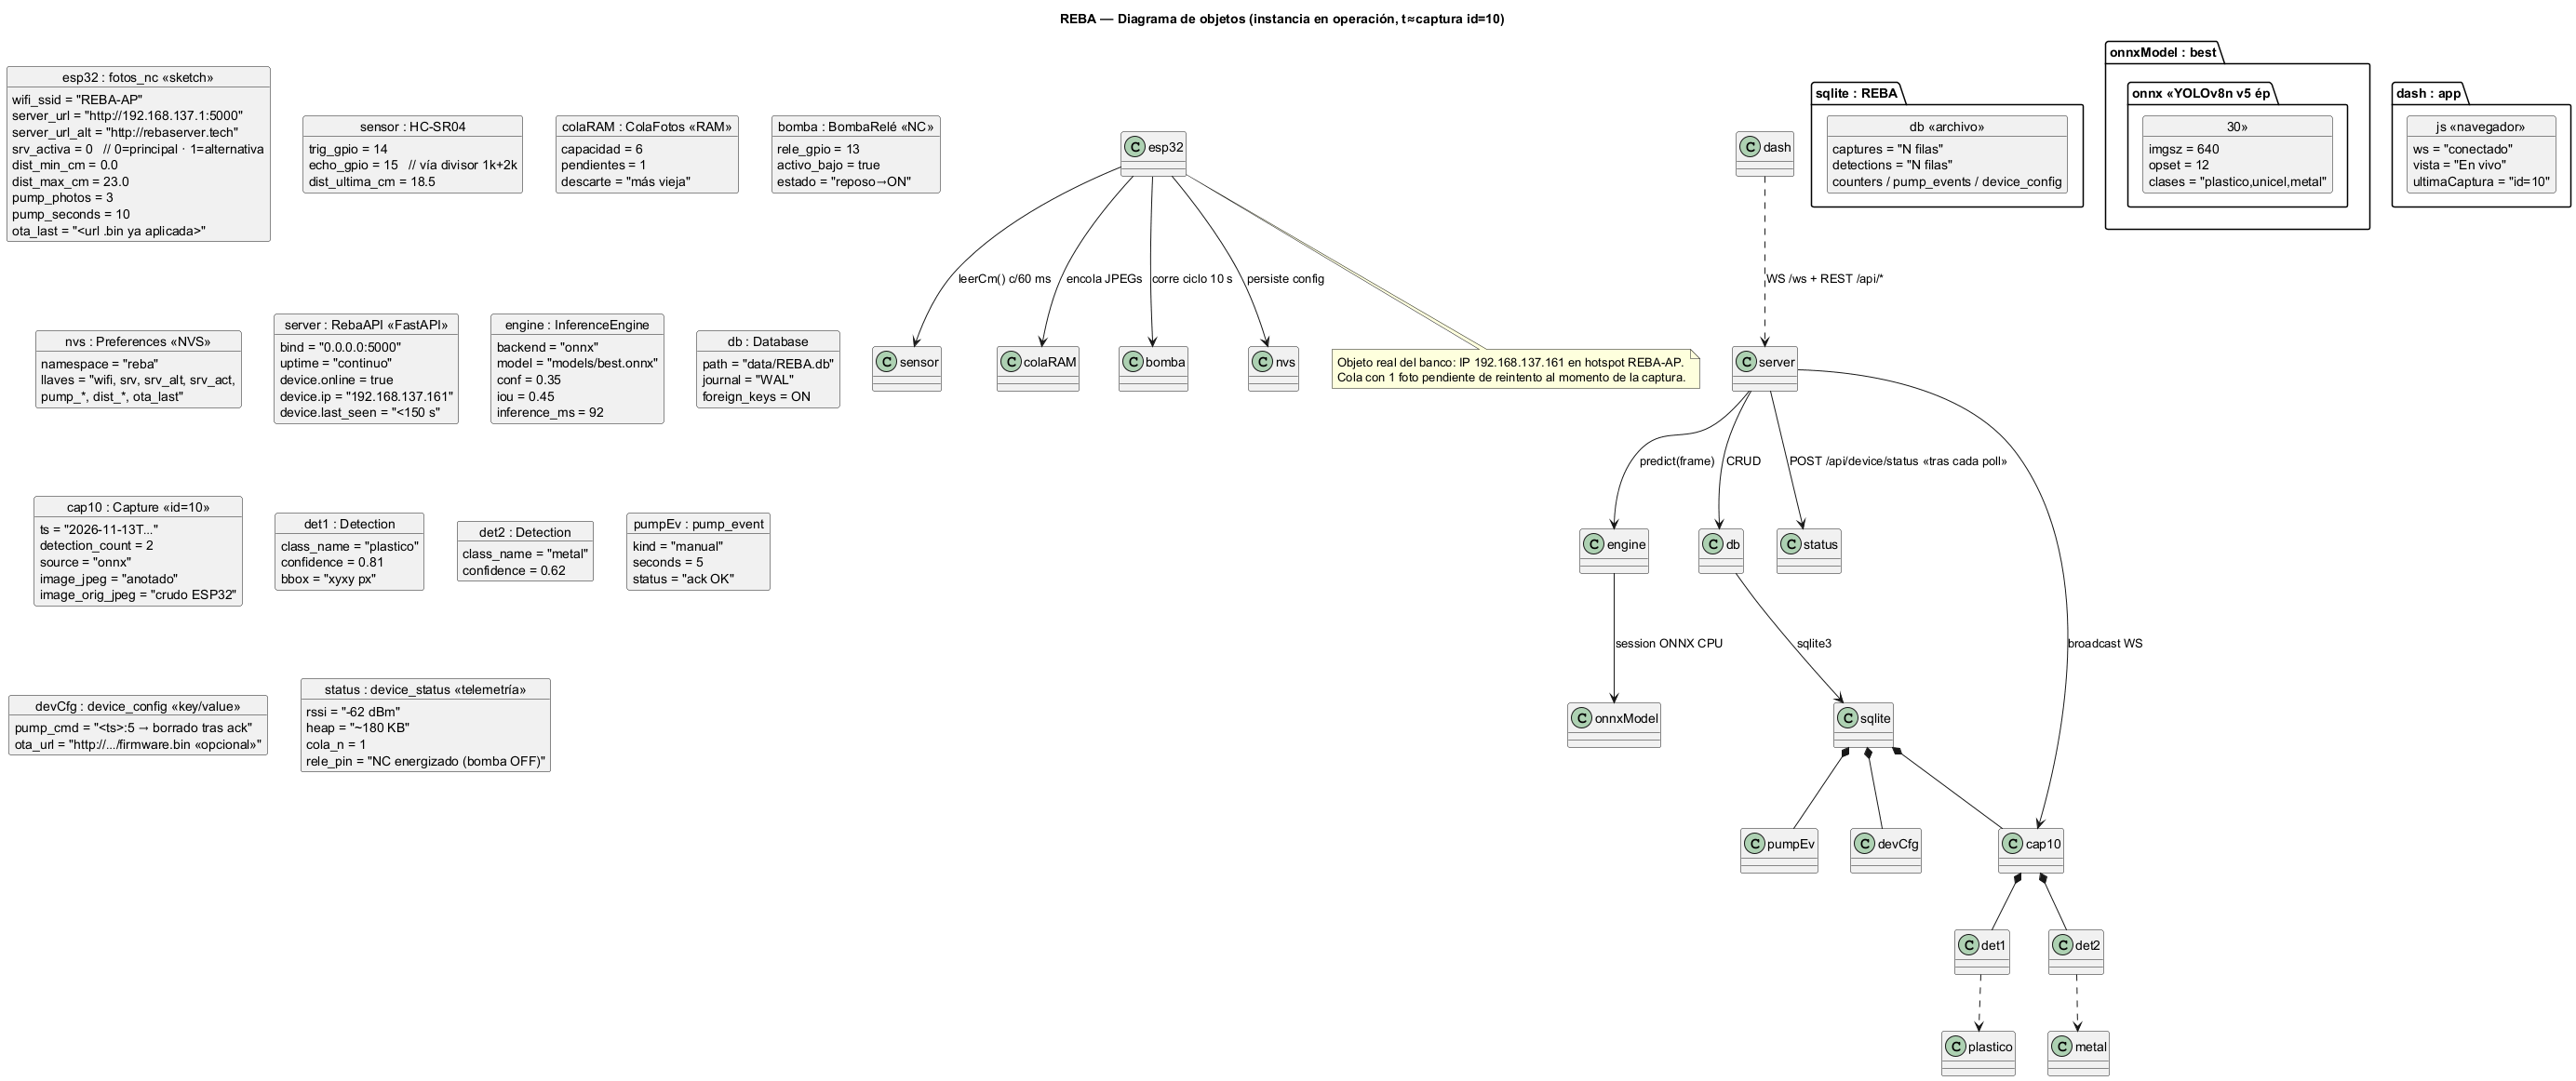 REBA — Diagrama de objetos (instancia en operación, t≈captura id=10)
esp32 : fotos_nc «sketch»
wifi_ssid = "REBA-AP"
server_url = "http://192.168.137.1:5000"
server_url_alt = "http://rebaserver.tech"
srv_activa = 0   // 0=principal · 1=alternativa
dist_min_cm = 0.0
dist_max_cm = 23.0
pump_photos = 3
pump_seconds = 10
ota_last = "<url .bin ya aplicada>"
sensor : HC-SR04
trig_gpio = 14
echo_gpio = 15   // vía divisor 1k+2k
dist_ultima_cm = 18.5
colaRAM : ColaFotos «RAM»
capacidad = 6
pendientes = 1
descarte = "más vieja"
bomba : BombaRelé «NC»
rele_gpio = 13
activo_bajo = true
estado = "reposo→ON"
esp32
dash
sqlite : REBA
db «archivo»
captures = "N filas"
detections = "N filas"
counters / pump_events / device_config
onnxModel : best
onnx «YOLOv8n v5 ép
30»
imgsz = 640
opset = 12
clases = "plastico,unicel,metal"
dash : app
js «navegador»
ws = "conectado"
vista = "En vivo"
ultimaCaptura = "id=10"
leerCm() c/60 ms
encola JPEGs
corre ciclo 10 s
persiste config
WS /ws + REST /api/*
nvs : Preferences «NVS»
namespace = "reba"
llaves = "wifi, srv, srv_alt, srv_act,
pump_*, dist_*, ota_last"
server : RebaAPI «FastAPI»
bind = "0.0.0.0:5000"
uptime = "continuo"
device.online = true
device.ip = "192.168.137.161"
device.last_seen = "<150 s"
engine : InferenceEngine
backend = "onnx"
model = "models/best.onnx"
conf = 0.35
iou = 0.45
inference_ms = 92
db : Database
path = "data/REBA.db"
journal = "WAL"
foreign_keys = ON
sensor
colaRAM
bomba
nvs
Objeto real del banco: IP 192.168.137.161 en hotspot REBA-AP.
Cola con 1 foto pendiente de reintento al momento de la captura.
server
predict(frame)
CRUD
POST /api/device/status «tras cada poll»
cap10 : Capture «id=10»
ts = "2026-11-13T..."
detection_count = 2
source = "onnx"
image_jpeg = "anotado"
image_orig_jpeg = "crudo ESP32"
det1 : Detection
class_name = "plastico"
confidence = 0.81
bbox = "xyxy px"
det2 : Detection
class_name = "metal"
confidence = 0.62
pumpEv : pump_event
kind = "manual"
seconds = 5
status = "ack OK"
engine
db
status
session ONNX CPU
sqlite3
broadcast WS
devCfg : device_config «key/value»
pump_cmd = "<ts>:5 → borrado tras ack"
ota_url = "http://.../firmware.bin «opcional»"
status : device_status «telemetría»
rssi = "-62 dBm"
heap = "~180 KB"
cola_n = 1
rele_pin = "NC energizado (bomba OFF)"
onnxModel
sqlite
pumpEv
devCfg
cap10
det1
det2
plastico
metal